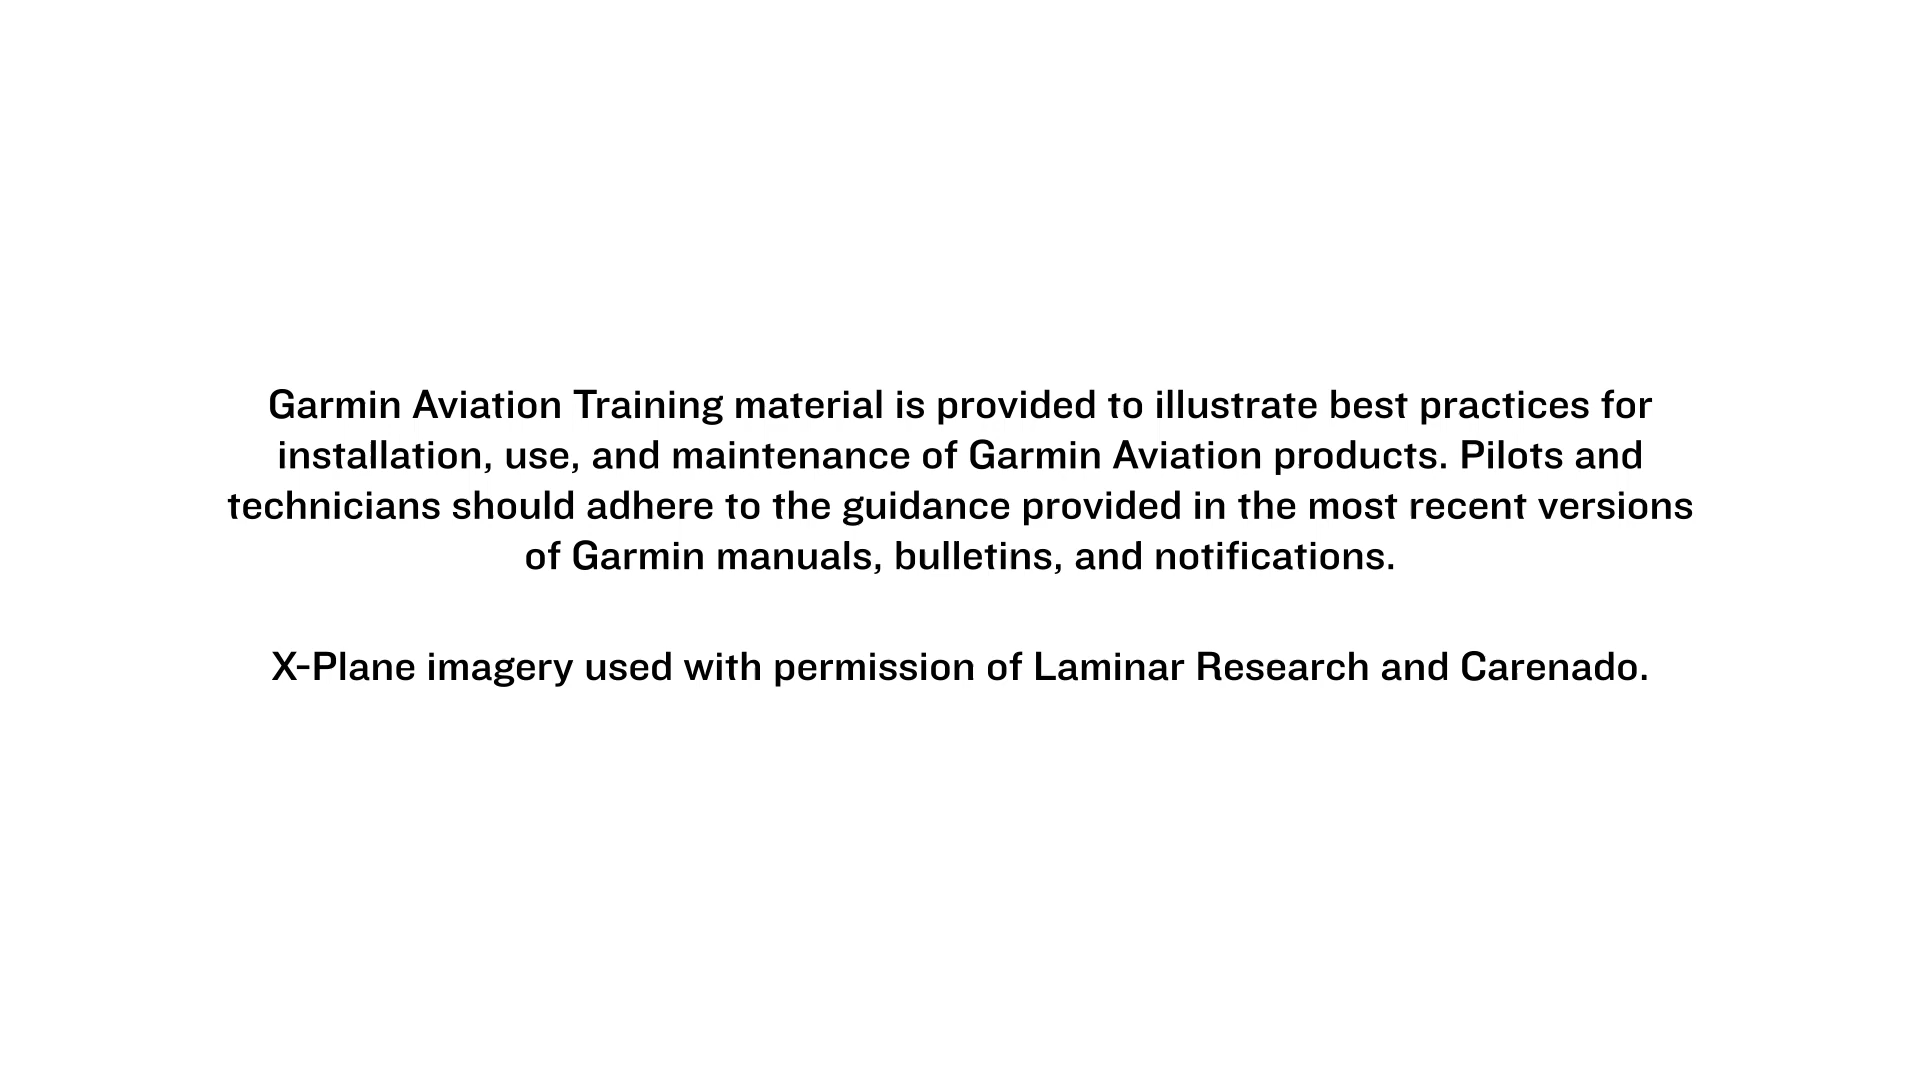 Garmin Aviation Training material is provided to illustrate best practices for
installation, use, and maintenance of Garmin Aviation products. Pilots and
technicians should adhere to the guidance provided in the most recent versions
of Garmin manuals, bulletins, and notifications.
X-Plane imagery used with permission of Laminar Research and Carenado.